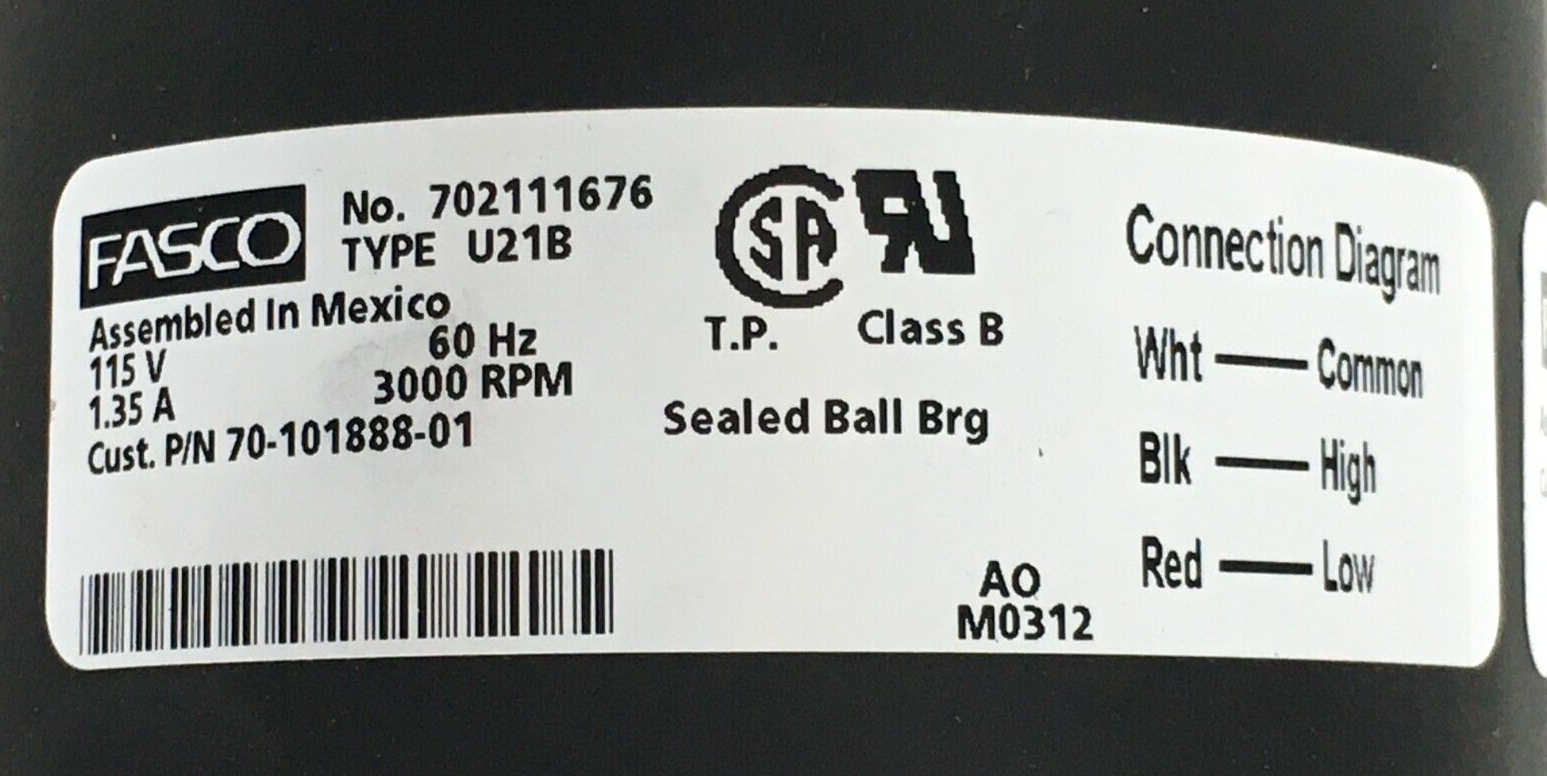 FASCO
No. 702111676
TYPE U21B
Assembled In Mexico
115 V 60 Hz
1.35 A 3000 RPM
Cust. P/N 70-101888-01
SA
T.P. Class B
Sealed Ball Brg
AO
M0312
Connection Diagram
Wht — Common
Blk — High
Red — Low